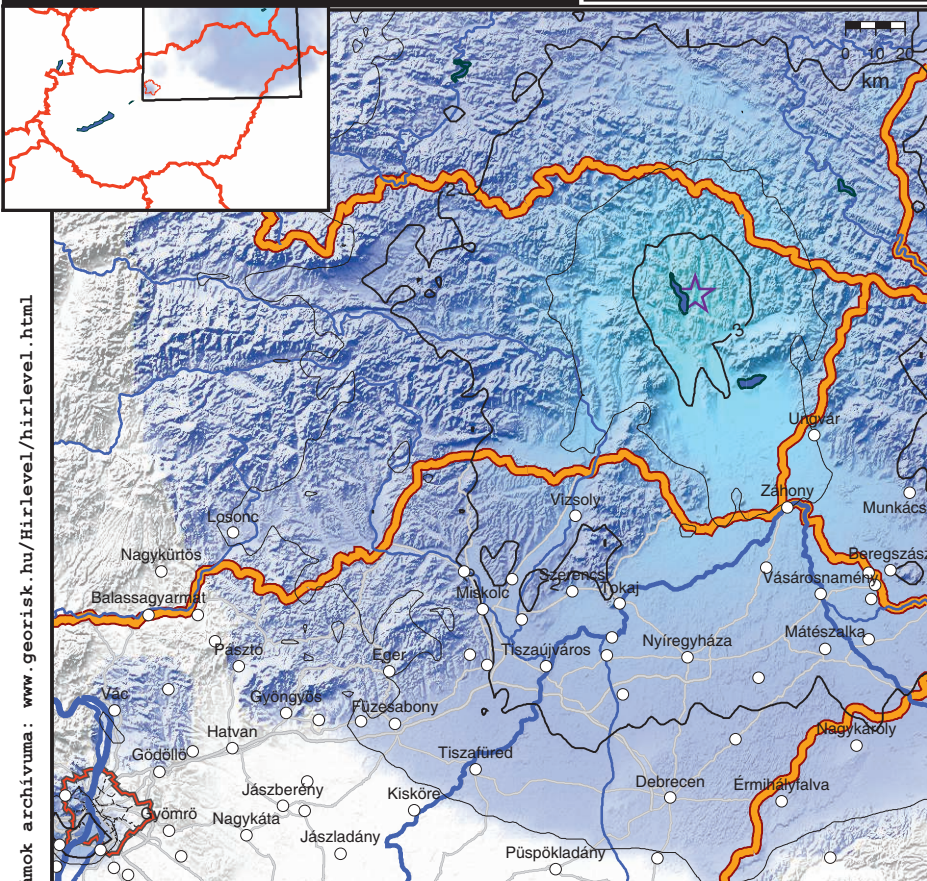 0 10 20
km
3
Ungvár
Záhony
Munkács
Vizsoly
Losonc
Nagykürtös
Beregszász
Szerencs
Vásárosnamény
Tokaj
Miskolc
Balassagyarmat
Mátészalka
Nyíregyháza
Pásztó
Eger
Tiszaújváros
Vác
Gyöngyös
Füzesabony
Hatvan
Nagykároly
Gödöllő
Tiszafüred
Debrecen
Érmihályfalva
Jászberény
Kisköre
Gyömrő
Nagykáta
Jászladány
Püspökladány
amok archívuma: www.georisk.hu/Hirlevel/hirlevel.html